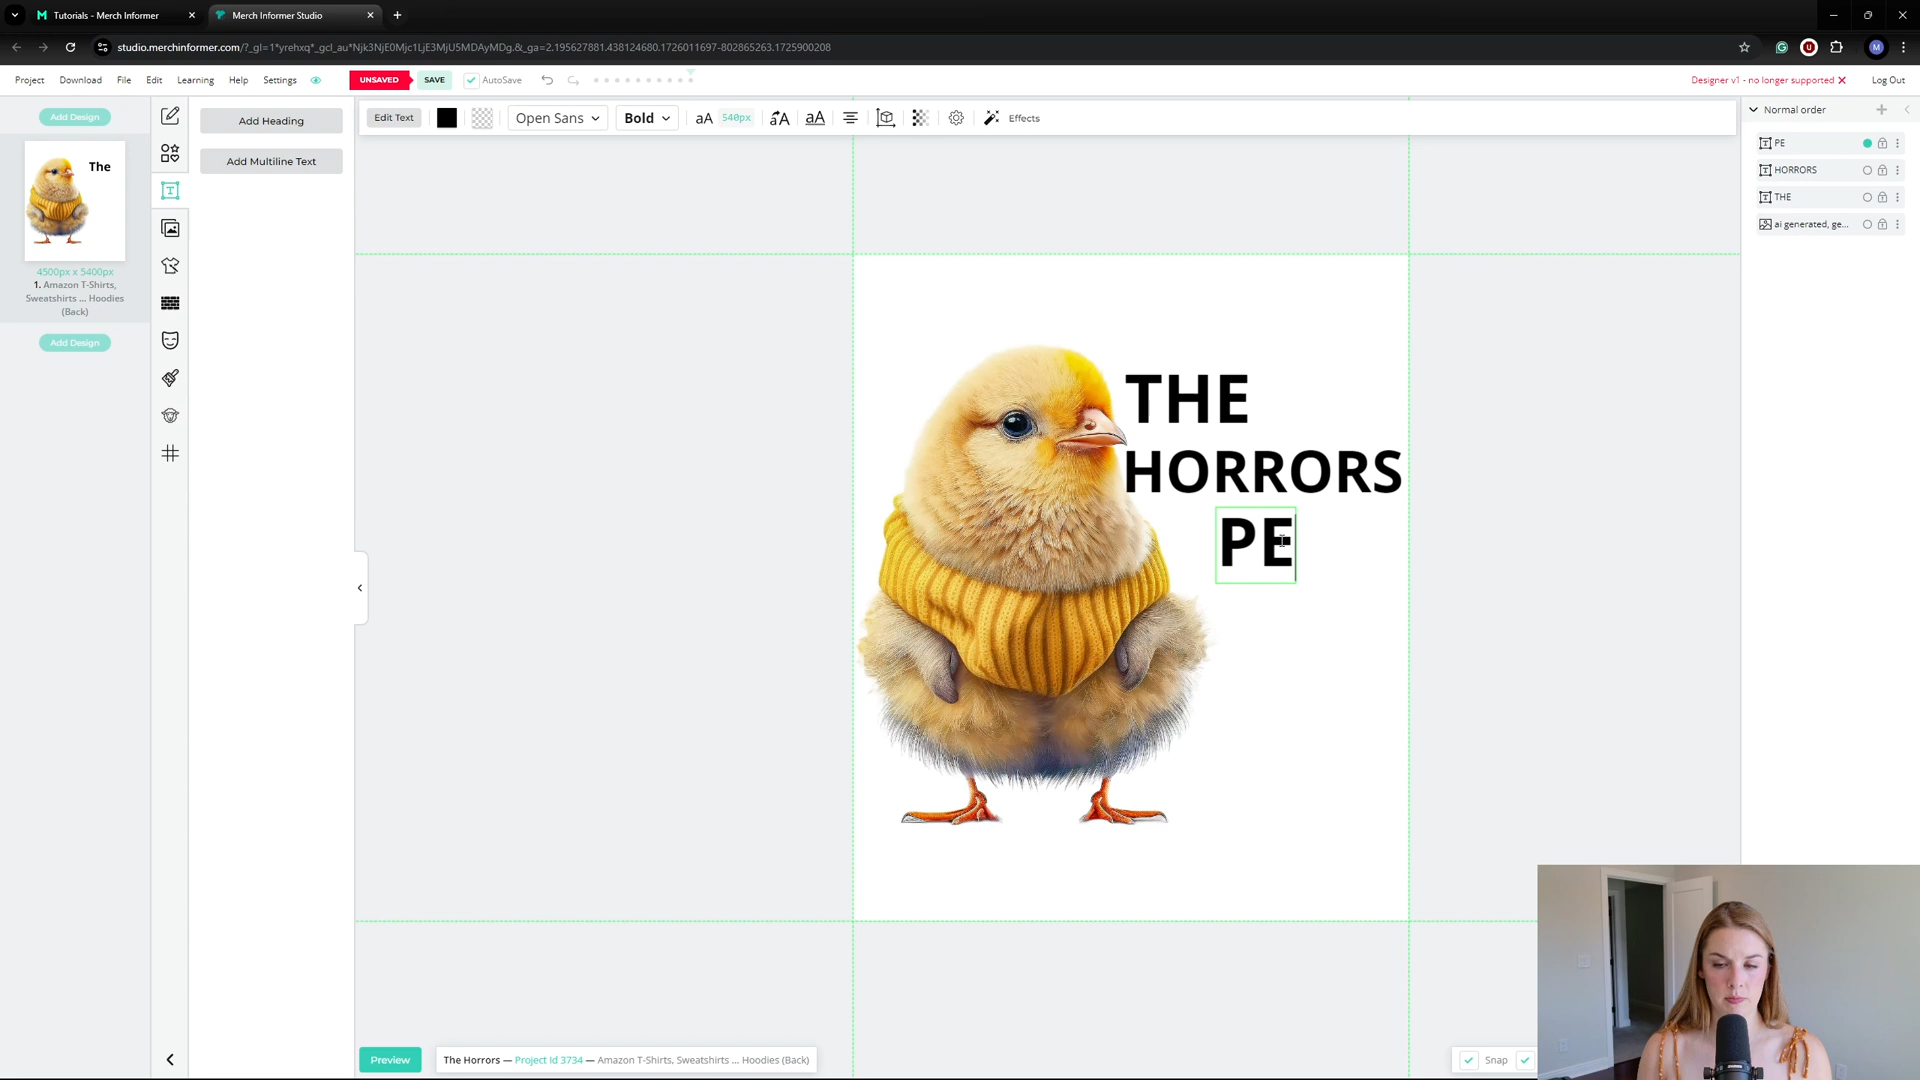 Tutorials - Merch Informer
Merch Informer Studio
studio.merchinformer.com/?_gl=1*yrehxq*_gcl_au*Njk3NjE0Mjc1LjE3MjU5MDAyMDg.&_ga=2.195627881.438124680.1726011697-802865263.1725900208
Project Download File Edit Learning Help Settings UNSAVED SAVE AutoSave Designer v1 - no longer supported Log Out
Add Design
The
4500px x 5400px
1. Amazon T-Shirts,
Sweatshirts ... Hoodies
(Back)
Add Design
Add Heading
Add Multiline Text
Edit Text Open Sans Bold aA 540px aA aA Effects
Normal order
PE
HORRORS
THE
ai generated, ge...
THE
HORRORS
PE
Preview
The Horrors — Project Id 3734 — Amazon T-Shirts, Sweatshirts ... Hoodies (Back)
Snap